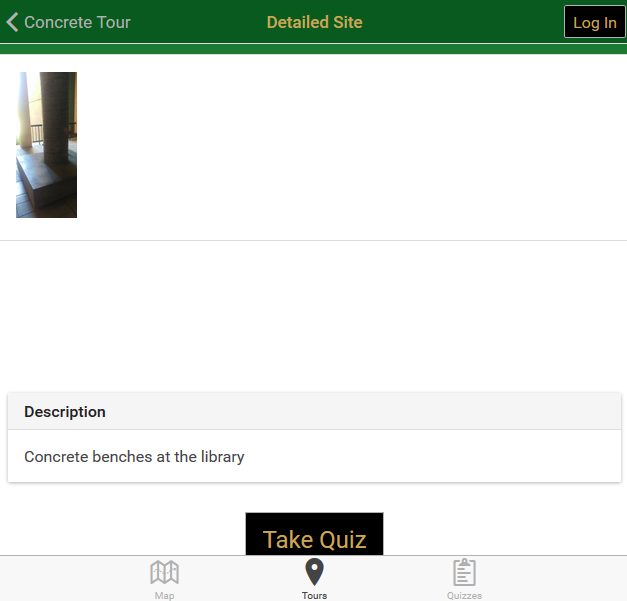 Concrete Tour
Detailed Site
Log In
Description
Concrete benches at the library
Take Quiz
Map
Tours
Quizzes